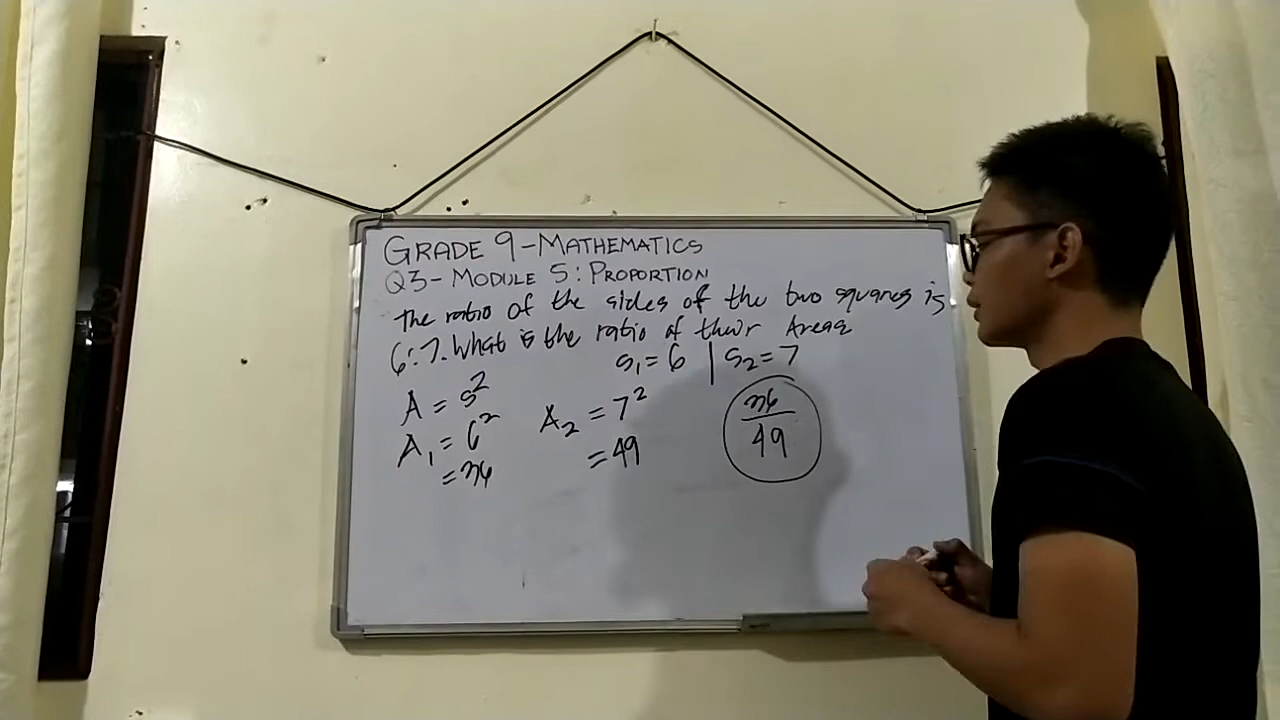 GRADE 9-MATHEMATICS
Q3-MODULE 5: PROPORTION
The ratio of the sides of the two squares is
6:7. What is the ratio of their Areas
s₁ = 6 | s₂ = 7
A = s²
A₁ = 6²
= 36
A₂ = 7²
= 49
36
49